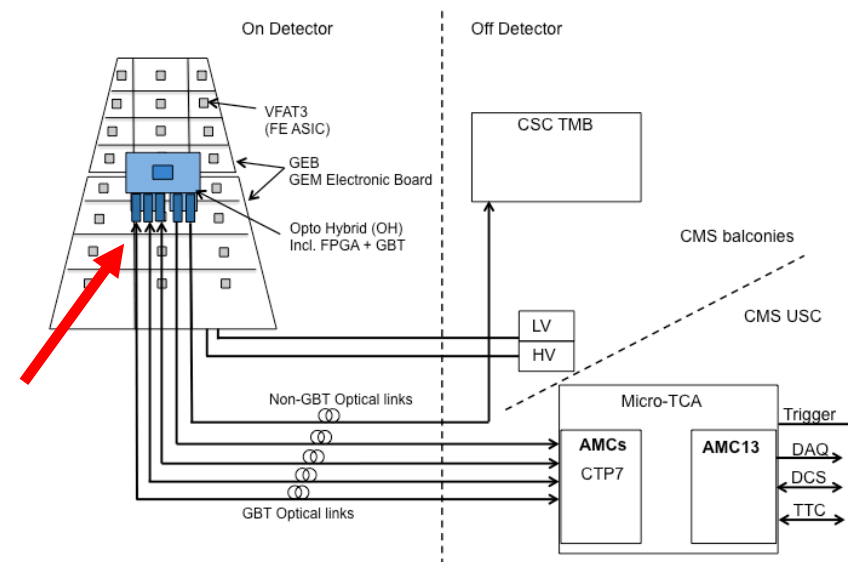 On Detector
Off Detector
VFAT3
(FE ASIC)
GEB
GEM Electronic Board
Opto Hybrid (OH)
Incl. FPGA + GBT
CSC TMB
CMS balconies
CMS USC
LV
HV
Non-GBT Optical links
GBT Optical links
Micro-TCA
AMCs
CTP7
AMC13
Trigger
DAQ
DCS
TTC